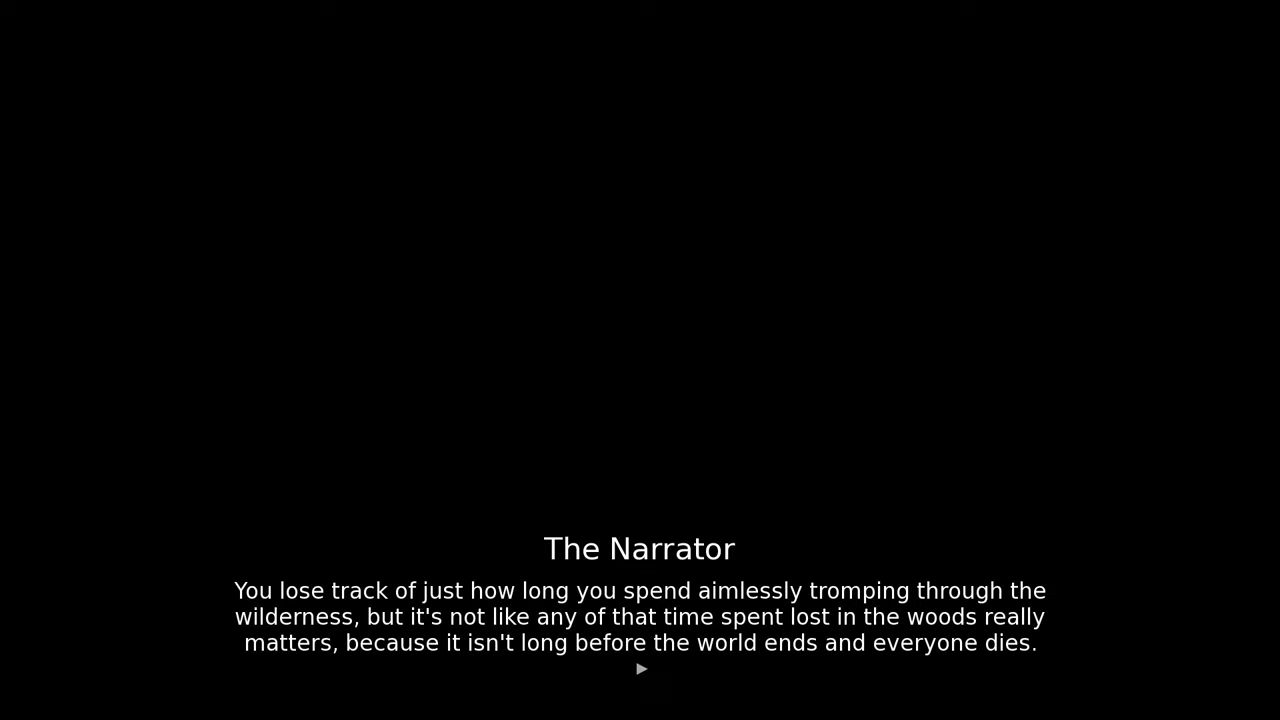 The Narrator
You lose track of just how long you spend aimlessly tromping through the
wilderness, but it's not like any of that time spent lost in the woods really
matters, because it isn't long before the world ends and everyone dies.